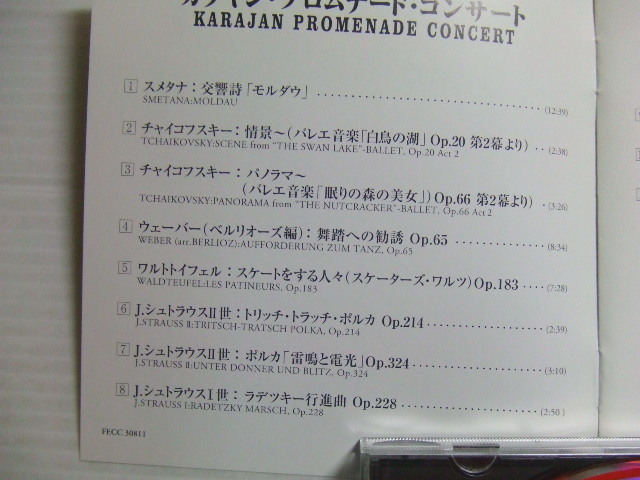 カラヤン・プロムナード・コンサート
KARAJAN PROMENADE CONCERT
1 スメタナ：交響詩「モルダウ」 ........................ (12:39)
SMETANA:MOLDAU
2 チャイコフスキー：情景〜(バレエ音楽「白鳥の湖」Op.20 第2幕より) .. (2:38)
TCHAIKOVSKY:SCENE from "THE SWAN LAKE"-BALLET, Op.20 Act 2
3 チャイコフスキー：パノラマ〜
(バレエ音楽「眠りの森の美女」)Op.66 第2幕より) . (3:26)
TCHAIKOVSKY:PANORAMA from "THE NUTCRACKER"-BALLET, Op.66 Act 2
4 ウェーバー(ベルリオーズ編)：舞踏への勧誘 Op.65 .............. (8:34)
WEBER (arr.BERLIOZ):AUFFORDERUNG ZUM TANZ, Op.65
5 ワルトトイフェル：スケートをする人々(スケーターズ・ワルツ)Op.183 .... (7:28)
WALDTEUFEL:LES PATINEURS, Op.183
6 J.シュトラウスII世：トリッチ・トラッチ・ポルカ Op.214 .................. (2:39)
J.STRAUSS II:TRITSCH-TRATSCH POLKA, Op.214
7 J.シュトラウスII世：ポルカ「雷鳴と電光」Op.324 .................... (3:10)
J.STRAUSS II:UNTER DONNER UND BLITZ, Op.324
8 J.シュトラウスI世：ラデツキー行進曲 Op.228 ...................... (2:50)
J.STRAUSS I:RADETZKY MARSCH, Op.228
FECC 30811